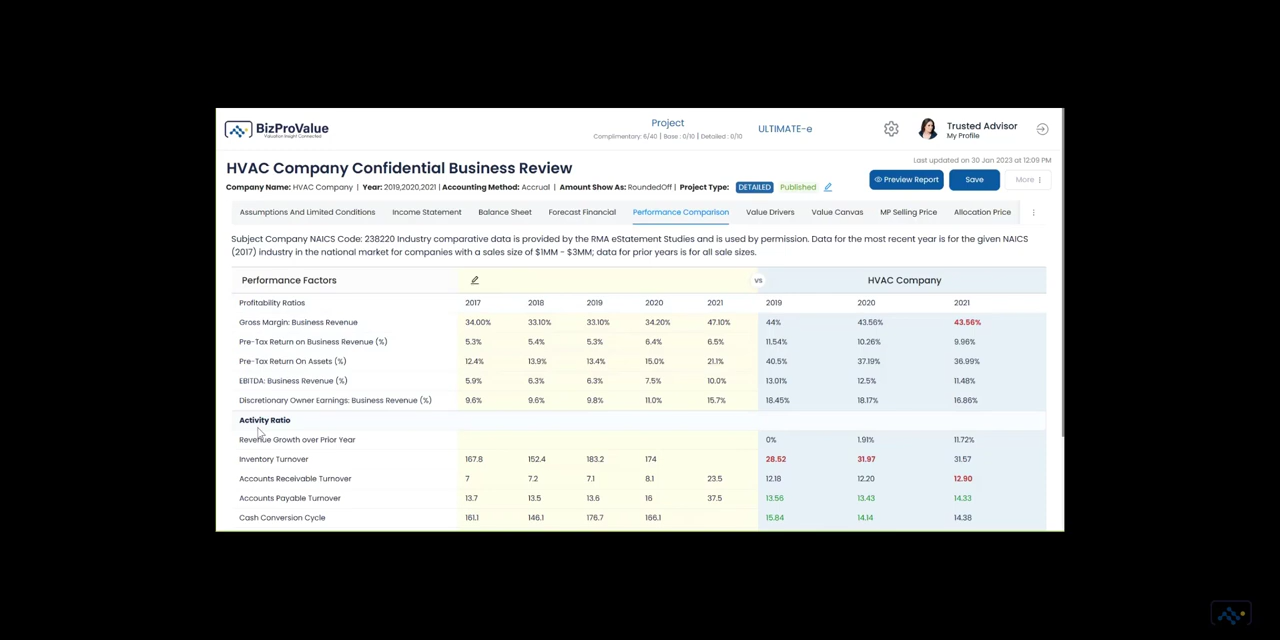 BizProValue
Valuation Insight Connected
Project
Complimentary: 6/40 | Base : 0/10 | Detailed : 0/10
ULTIMATE-e
Trusted Advisor
My Profile
Last updated on 30 Jan 2023 at 12:09 PM
HVAC Company Confidential Business Review
Company Name: HVAC Company | Year: 2019,2020,2021 | Accounting Method: Accrual | Amount Show As: RoundedOff | Project Type: DETAILED Published
Preview Report Save More
Assumptions And Limited Conditions Income Statement Balance Sheet Forecast Financial Performance Comparison Value Drivers Value Canvas MP Selling Price Allocation Price
Subject Company NAICS Code: 238220 Industry comparative data is provided by the RMA eStatement Studies and is used by permission. Data for the most recent year is for the given NAICS
(2017) industry in the national market for companies with a sales size of $1MM - $3MM; data for prior years is for all sale sizes.
Performance Factors VS HVAC Company
Profitability Ratios 2017 2018 2019 2020 2021 2019 2020 2021
Gross Margin: Business Revenue 34.00% 33.10% 33.10% 34.20% 47.10% 44% 43.56% 43.56%
Pre-Tax Return on Business Revenue (%) 5.3% 5.4% 5.3% 6.4% 6.5% 11.54% 10.26% 9.96%
Pre-Tax Return On Assets (%) 12.4% 13.9% 13.4% 15.0% 21.1% 40.5% 37.19% 36.99%
EBITDA: Business Revenue (%) 5.9% 6.3% 6.3% 7.5% 10.0% 13.01% 12.5% 11.48%
Discretionary Owner Earnings: Business Revenue (%) 9.6% 9.6% 9.8% 11.0% 15.7% 18.45% 18.17% 16.86%
Activity Ratio
Revenue Growth over Prior Year 0% 1.91% 11.72%
Inventory Turnover 167.8 152.4 183.2 174 28.52 31.97 31.57
Accounts Receivable Turnover 7 7.2 7.1 8.1 23.5 12.18 12.20 12.90
Accounts Payable Turnover 13.7 13.5 13.6 16 37.5 13.56 13.43 14.33
Cash Conversion Cycle 161.1 146.1 176.7 166.1 15.84 14.14 14.38